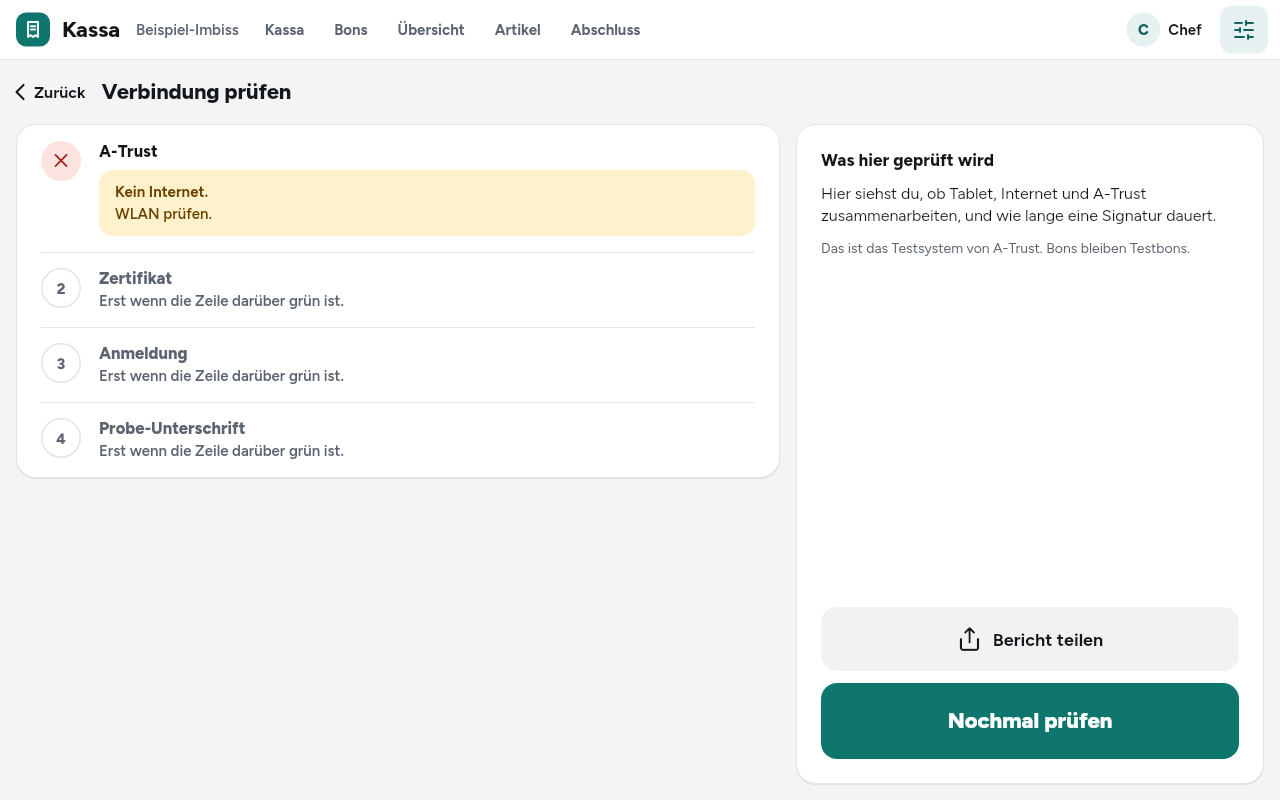 Kassa Beispiel-Imbiss Kassa Bons Übersicht Artikel Abschluss C Chef
Zurück Verbindung prüfen
A-Trust
Kein Internet.
WLAN prüfen.
2 Zertifikat
Erst wenn die Zeile darüber grün ist.
3 Anmeldung
Erst wenn die Zeile darüber grün ist.
4 Probe-Unterschrift
Erst wenn die Zeile darüber grün ist.
Was hier geprüft wird
Hier siehst du, ob Tablet, Internet und A-Trust
zusammenarbeiten, und wie lange eine Signatur dauert.
Das ist das Testsystem von A-Trust. Bons bleiben Testbons.
Bericht teilen
Nochmal prüfen